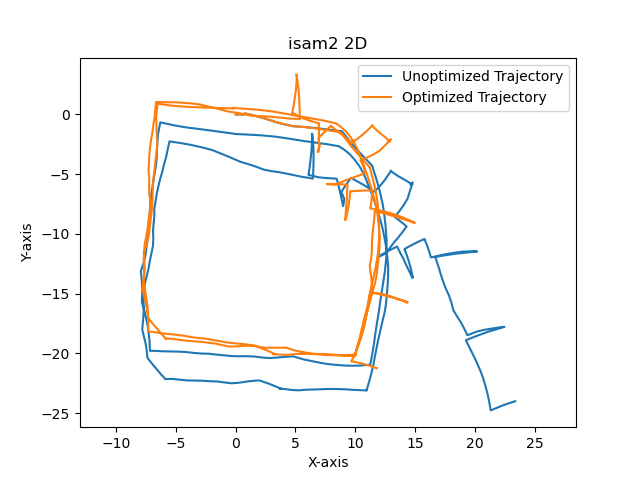 isam2 2D
Unoptimized Trajectory
Optimized Trajectory
0
−5
−10
−15
−20
−25
Y-axis
−10
−5
0
5
10
15
20
25
X-axis